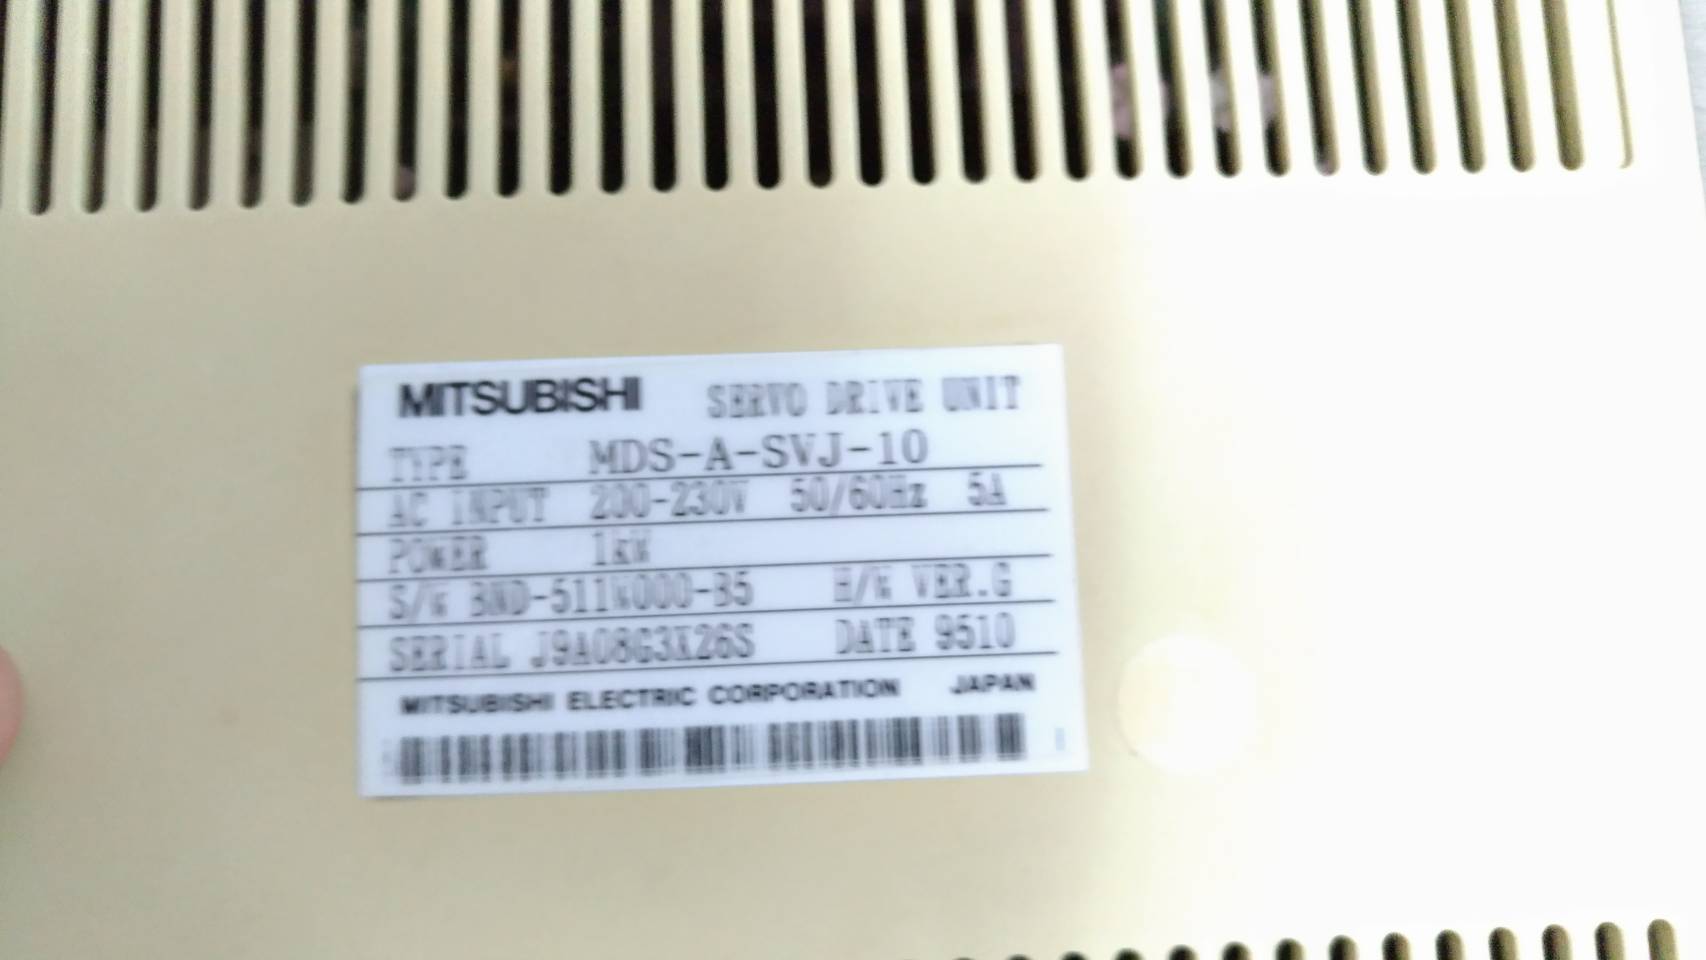 MITSUBISHI SERVO DRIVE UNIT
TYPE MDS-A-SVJ-10
AC INPUT 200-230V 50/60Hz 5A
POWER 1kW
S/W BND-511W000-B5 H/W VER.G
SERIAL J9A08G3X26S DATE 9510
MITSUBISHI ELECTRIC CORPORATION JAPAN